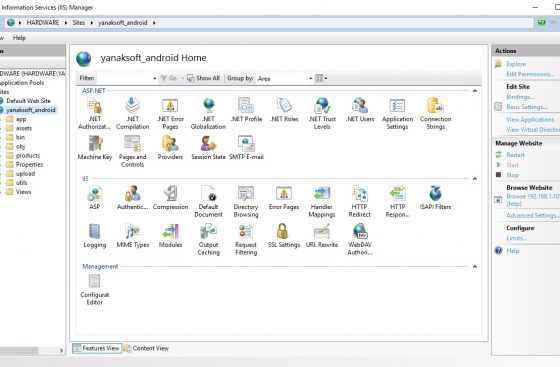 Information Services (IIS) Manager
HARDWARE Sites yanaksoft_android
Help
HARDWARE (HARDWARE\YA
Application Pools
Sites
Default Web Site
yanaksoft_android
app
assets
bin
obj
products
Properties
upload
utils
Views
yanaksoft_android Home
Filter: Go Show All Group by: Area
ASP.NET
.NET Authorizat... .NET Compilation .NET Error Pages .NET Globalization .NET Profile .NET Roles .NET Trust Levels .NET Users Application Settings Connection Strings
Machine Key Pages and Controls Providers Session State SMTP E-mail
IIS
ASP Authentic... Compression Default Document Directory Browsing Error Pages Handler Mappings HTTP Redirect HTTP Respon... ISAPI Filters
Logging MIME Types Modules Output Caching Request Filtering SSL Settings URL Rewrite WebDAV Authori...
Management
Configurat... Editor
Features View Content View
Actions
Explore
Edit Permissions...
Edit Site
Bindings...
Basic Settings...
View Applications
View Virtual Direc
Manage Website
Restart
Start
Stop
Browse Website
Browse 192.168.1.10
(http)
Advanced Settings...
Configure
Limits...
Help